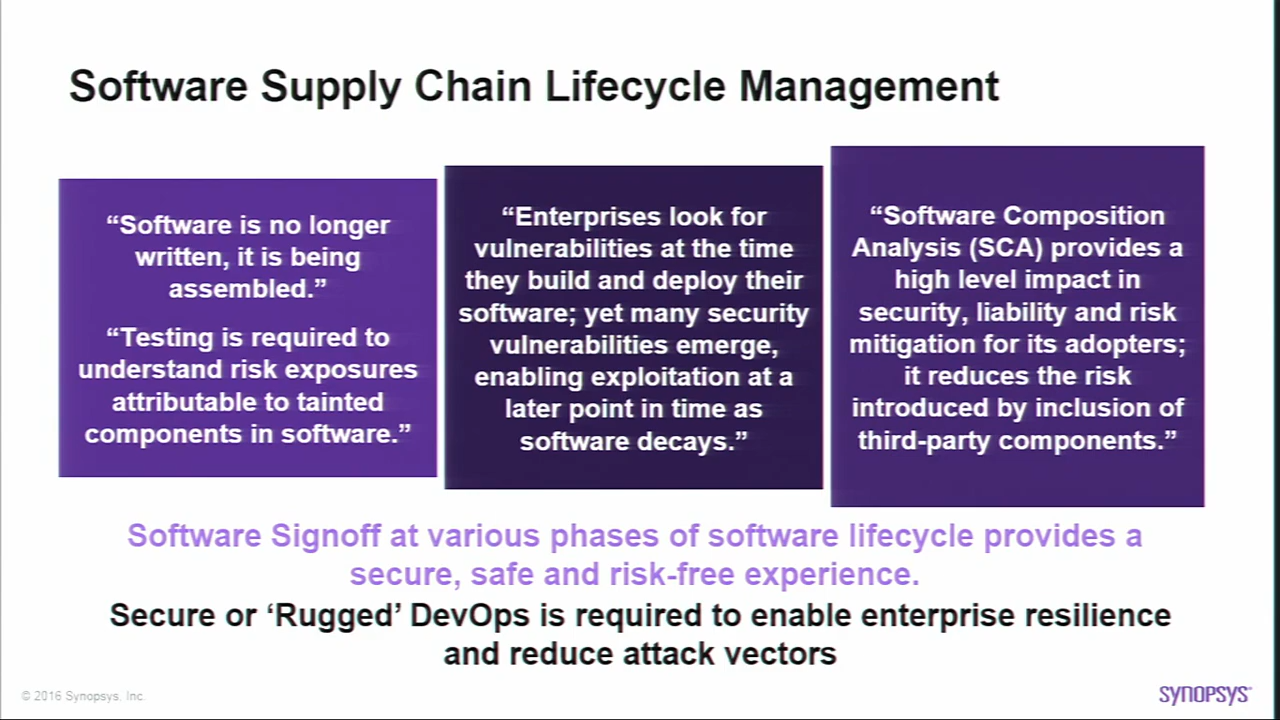 Software Supply Chain Lifecycle Management
“Software is no longer
written, it is being
assembled.”
“Testing is required to
understand risk exposures
attributable to tainted
components in software.”
“Enterprises look for
vulnerabilities at the time
they build and deploy their
software; yet many security
vulnerabilities emerge,
enabling exploitation at a
later point in time as
software decays.”
“Software Composition
Analysis (SCA) provides a
high level impact in
security, liability and risk
mitigation for its adopters;
it reduces the risk
introduced by inclusion of
third-party components.”
Software Signoff at various phases of software lifecycle provides a
secure, safe and risk-free experience.
Secure or ‘Rugged’ DevOps is required to enable enterprise resilience
and reduce attack vectors
© 2016 Synopsys, Inc.
SYNOPSYS